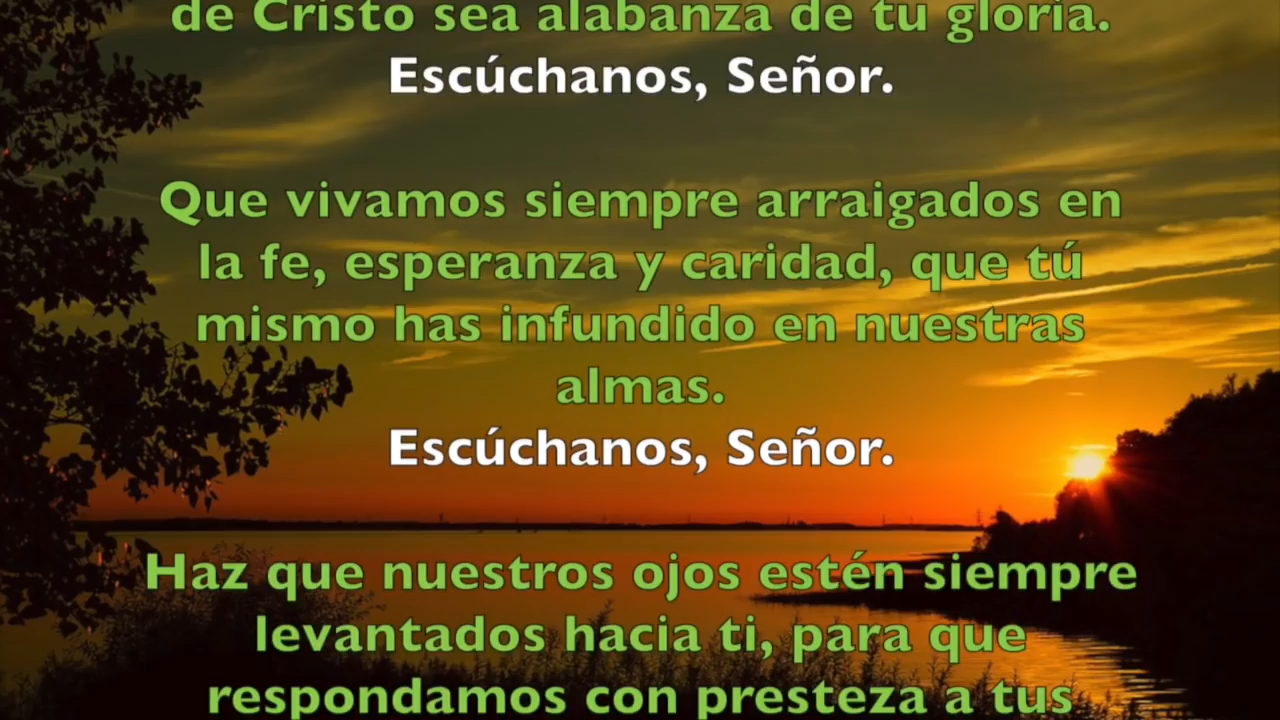 de Cristo sea alabanza de tu gloria.
Escúchanos, Señor.
Que vivamos siempre arraigados en
la fe, esperanza y caridad, que tú
mismo has infundido en nuestras
almas.
Escúchanos, Señor.
Haz que nuestros ojos estén siempre
levantados hacia ti, para que
respondamos con presteza a tus